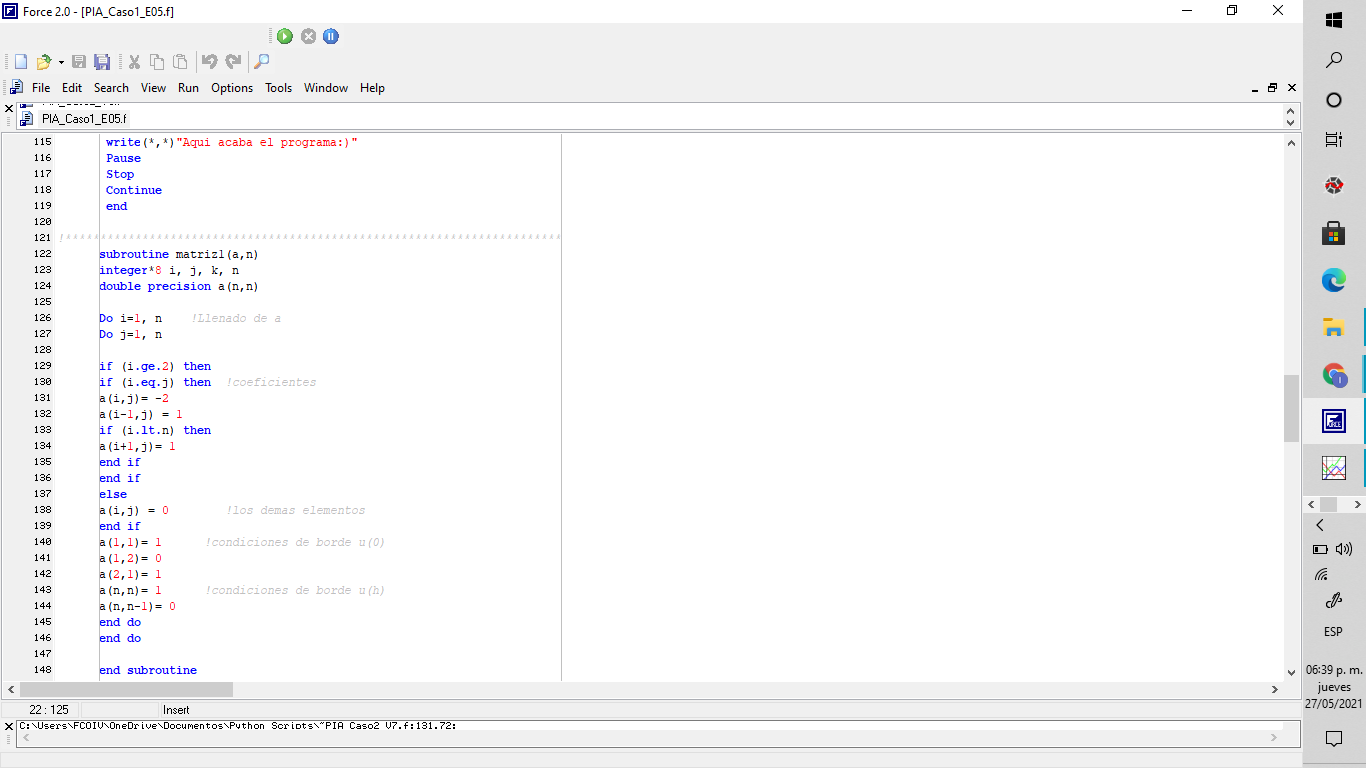 Force 2.0 - [PIA_Caso1_E05.f]
File Edit Search View Run Options Tools Window Help
PIA_Caso1_E05.f
115 write(*,*)"Aqui acaba el programa:)"
116 Pause
117 Stop
118 Continue
119 end
120
121 !***********************************************************************
122 subroutine matriz1(a,n)
123 integer*8 i, j, k, n
124 double precision a(n,n)
125
126 Do i=1, n !Llenado de a
127 Do j=1, n
128
129 if (i.ge.2) then
130 if (i.eq.j) then !coeficientes
131 a(i,j)= -2
132 a(i-1,j) = 1
133 if (i.lt.n) then
134 a(i+1,j)= 1
135 end if
136 end if
137 else
138 a(i,j) = 0 !los demas elementos
139 end if
140 a(1,1)= 1 !condiciones de borde u(0)
141 a(1,2)= 0
142 a(2,1)= 1
143 a(n,n)= 1 !condiciones de borde u(h)
144 a(n,n-1)= 0
145 end do
146 end do
147
148 end subroutine
22 : 125 Insert
C:\Users\FCOIV\OneDrive\Documentos\Python Scripts\~PIA_Caso2_V7.f:131.72:
FORCE
I
ESP
06:39 p. m.
jueves
27/05/2021